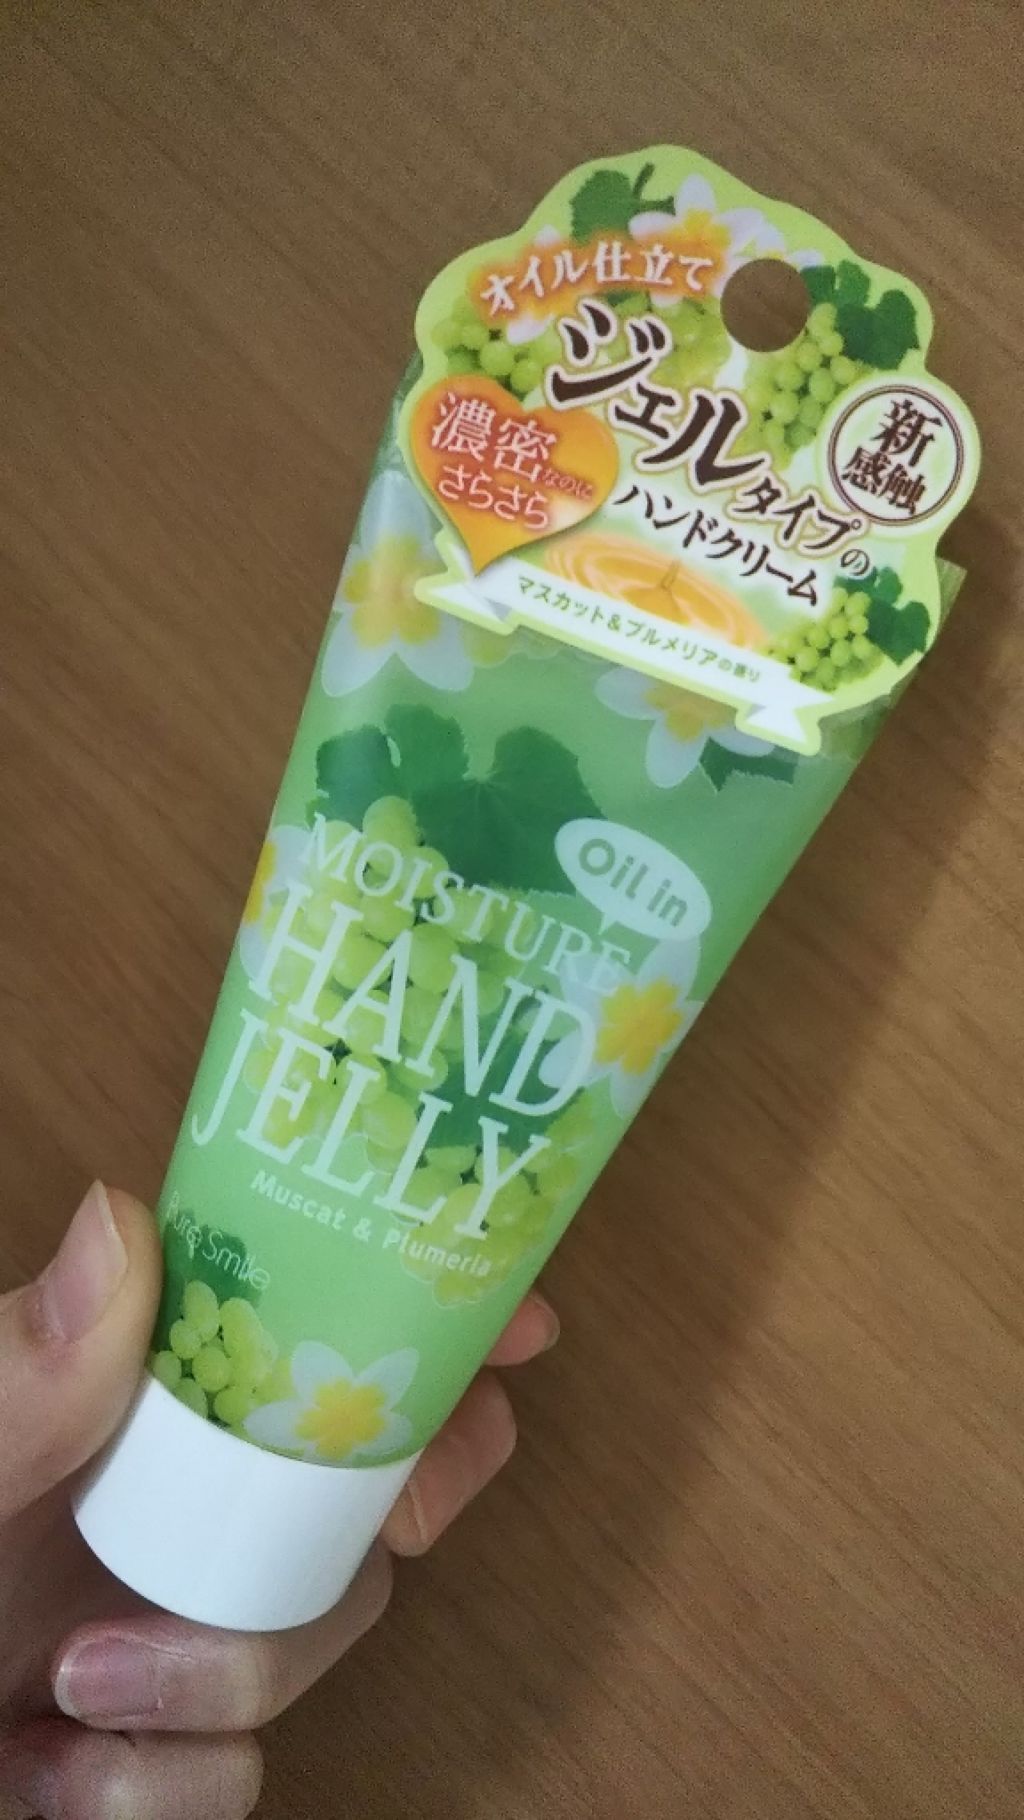 オイル仕立て
ジェルタイプの
ハンドクリーム
新
感触
濃密なのに
さらさら
マスカット&プルメリアの香り
Oil in
MOISTURE
HAND
JELLY
Muscat & Plumeria
Pure Smile